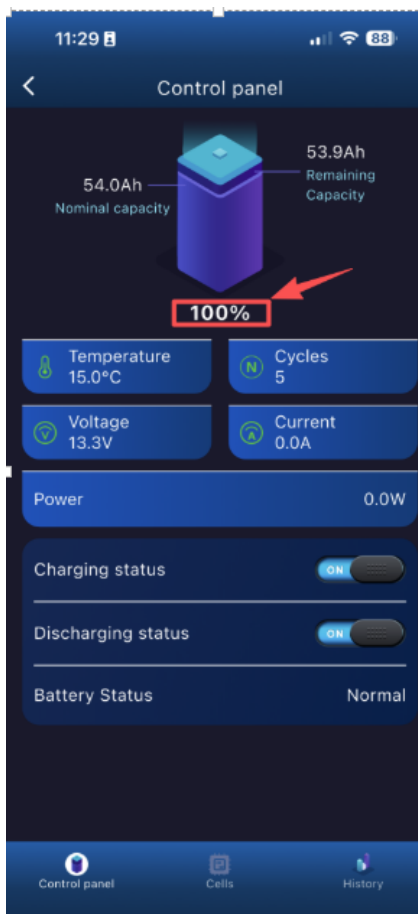 11:29
88
Control panel
53.9Ah
Remaining
Capacity
54.0Ah
Nominal capacity
100%
Temperature
15.0°C
N
Cycles
5
V
Voltage
13.3V
A
Current
0.0A
Power
0.0W
Charging status
ON
Discharging status
ON
Battery Status
Normal
Control panel
Cells
History